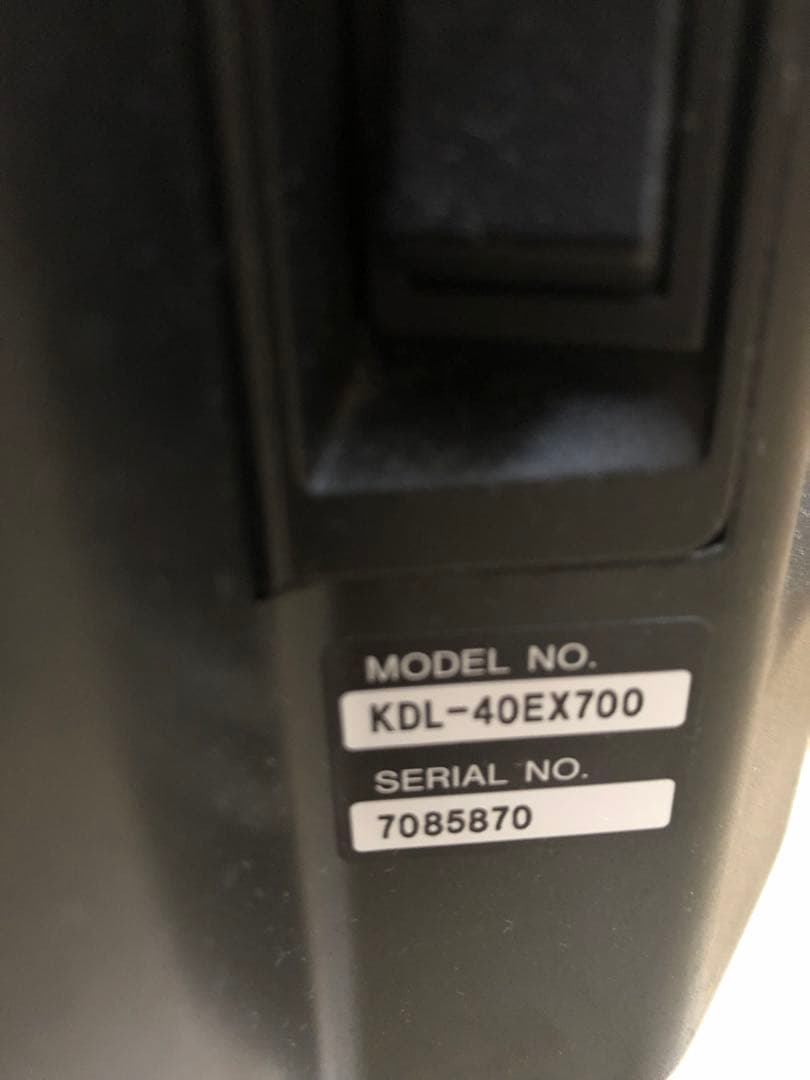 MODEL NO.
KDL-40EX700
SERIAL NO.
7085870